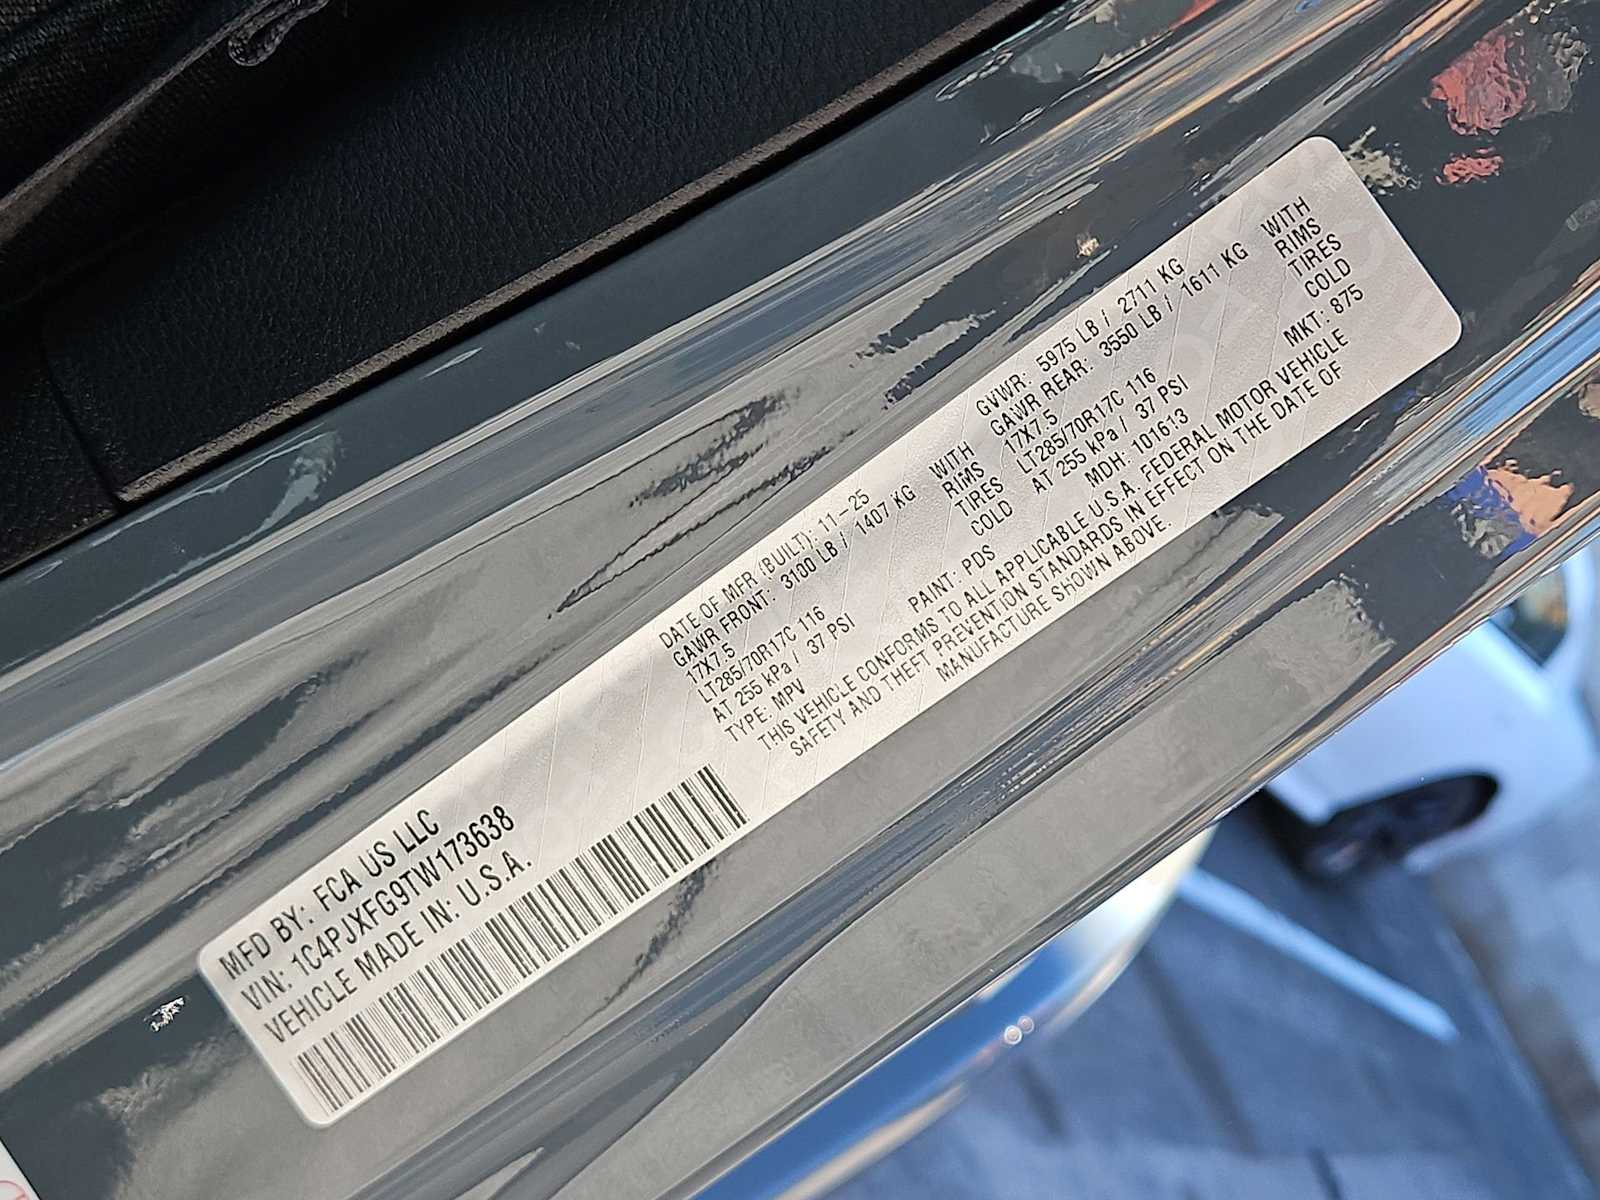 MFD BY: FCA US LLC
VIN: 1C4PJXFG9TW173638
VEHICLE MADE IN: U.S.A.
DATE OF MFR (BUILT): 11-25 GVWR: 5975 LB / 2711 KG
GAWR FRONT: 3100 LB / 1407 KG WITH GAWR REAR: 3550 LB / 1611 KG WITH
17X7.5 RIMS 17X7.5 RIMS
LT285/70R17C 116 TIRES LT285/70R17C 116 TIRES
AT 255 kPa / 37 PSI COLD AT 255 kPa / 37 PSI COLD
TYPE: MPV PAINT: PDS MDH: 101613 MKT: 875
THIS VEHICLE CONFORMS TO ALL APPLICABLE U.S.A. FEDERAL MOTOR VEHICLE
SAFETY AND THEFT PREVENTION STANDARDS IN EFFECT ON THE DATE OF
MANUFACTURE SHOWN ABOVE.